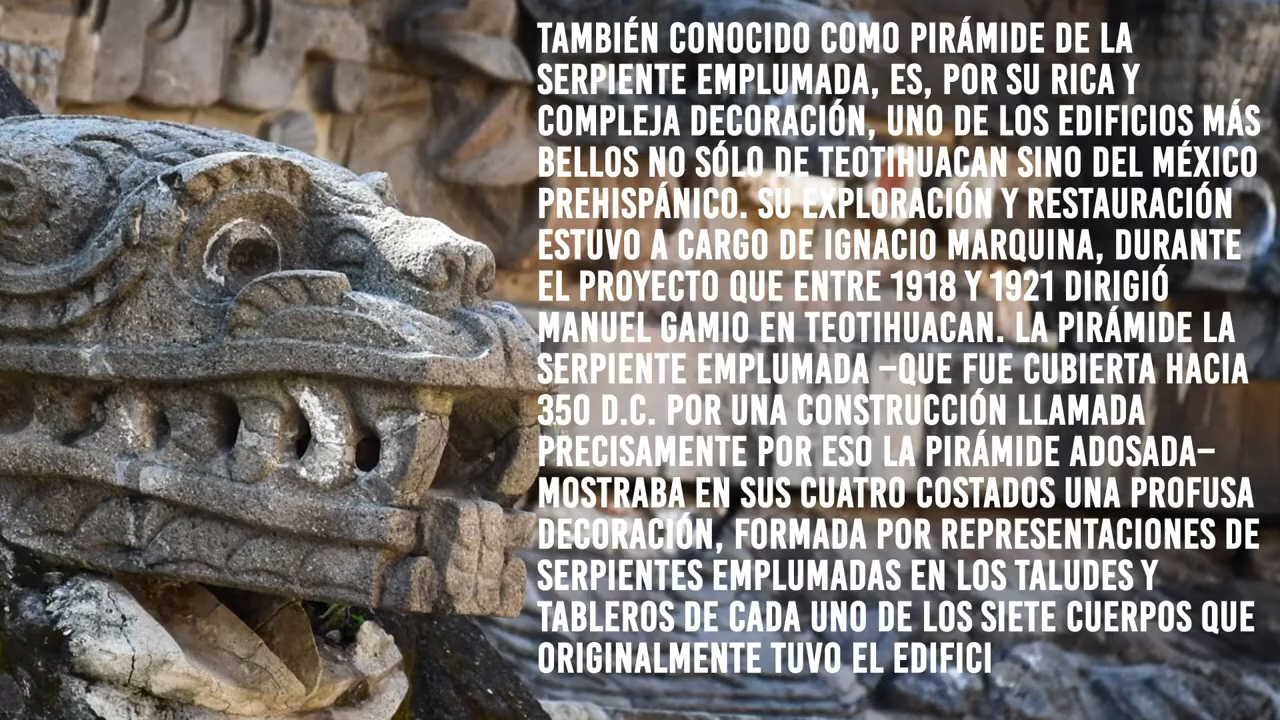 TAMBIÉN CONOCIDO COMO PIRÁMIDE DE LA
SERPIENTE EMPLUMADA, ES, POR SU RICA Y
COMPLEJA DECORACIÓN, UNO DE LOS EDIFICIOS MÁS
BELLOS NO SÓLO DE TEOTIHUACAN SINO DEL MÉXICO
PREHISPÁNICO. SU EXPLORACIÓN Y RESTAURACIÓN
ESTUVO A CARGO DE IGNACIO MARQUINA, DURANTE
EL PROYECTO QUE ENTRE 1918 Y 1921 DIRIGIÓ
MANUEL GAMIO EN TEOTIHUACAN. LA PIRÁMIDE LA
SERPIENTE EMPLUMADA –QUE FUE CUBIERTA HACIA
350 D.C. POR UNA CONSTRUCCIÓN LLAMADA
PRECISAMENTE POR ESO LA PIRÁMIDE ADOSADA–
MOSTRABA EN SUS CUATRO COSTADOS UNA PROFUSA
DECORACIÓN, FORMADA POR REPRESENTACIONES DE
SERPIENTES EMPLUMADAS EN LOS TALUDES Y
TABLEROS DE CADA UNO DE LOS SIETE CUERPOS QUE
ORIGINALMENTE TUVO EL EDIFICI